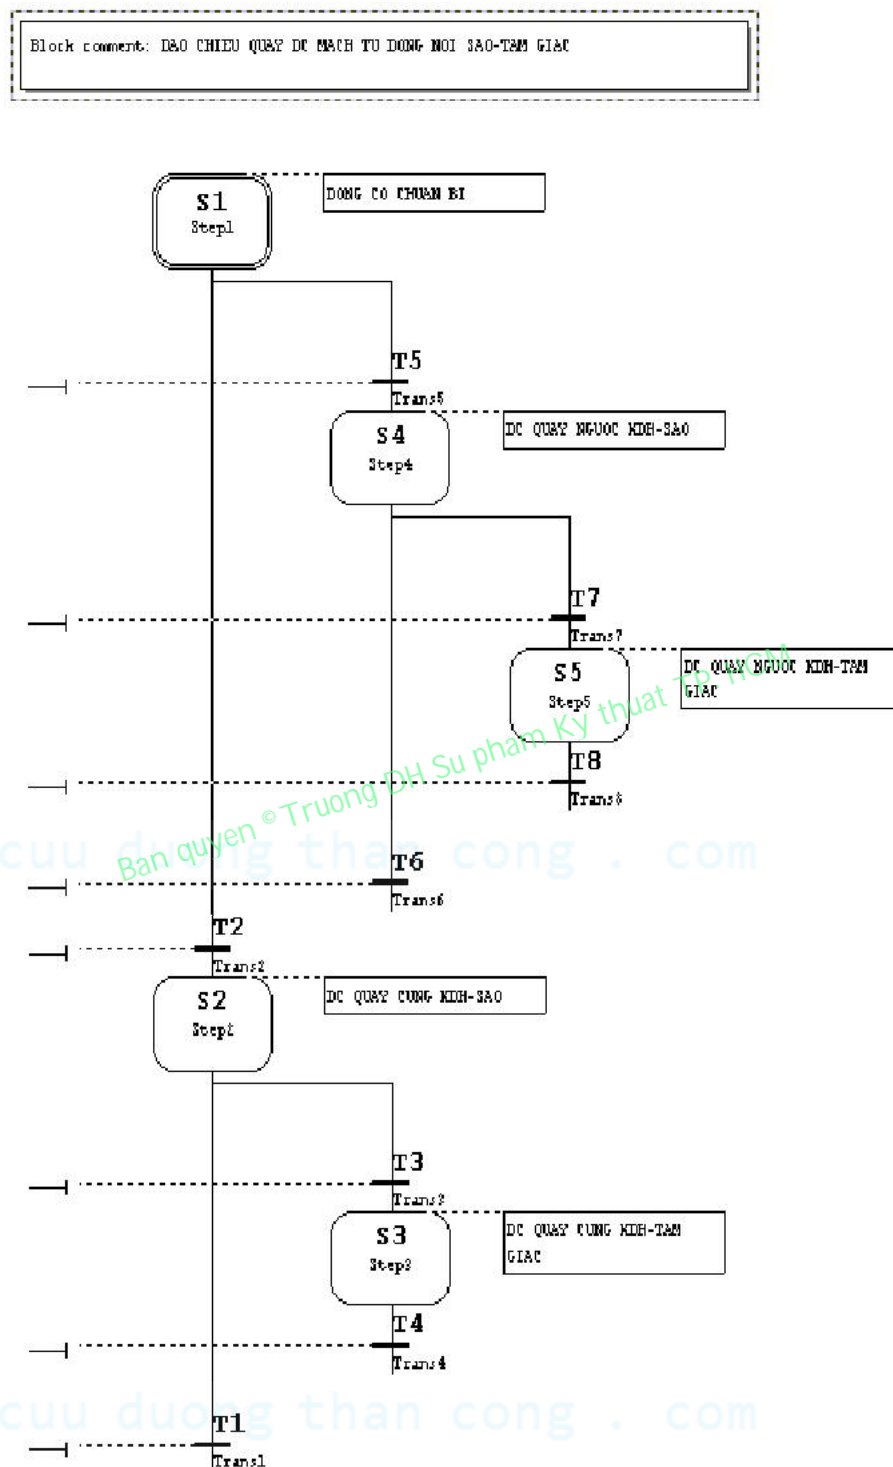 Block comment: DAO CHIEU QUAY DC MACH TU DONG NOI SAO-TAM GIAC
S1
Step1
DONG CO CHUAN BI
T5
Trans5
S4
Step4
DC QUAY NGUOC KDH-SAO
T7
Trans7
S5
Step5
DC QUAY NGUOC KDH-TAM
GIAC
T8
Trans8
Ban quyen © Truong DH Su pham Ky thuat TP. HCM
cuu duong than cong . com
T6
Trans6
T2
Trans2
S2
Step2
DC QUAY CUNG KDH-SAO
T3
Trans3
S3
Step3
DC QUAY CUNG KDH-TAM
GIAC
T4
Trans4
cuu duong than cong . com
T1
Trans1